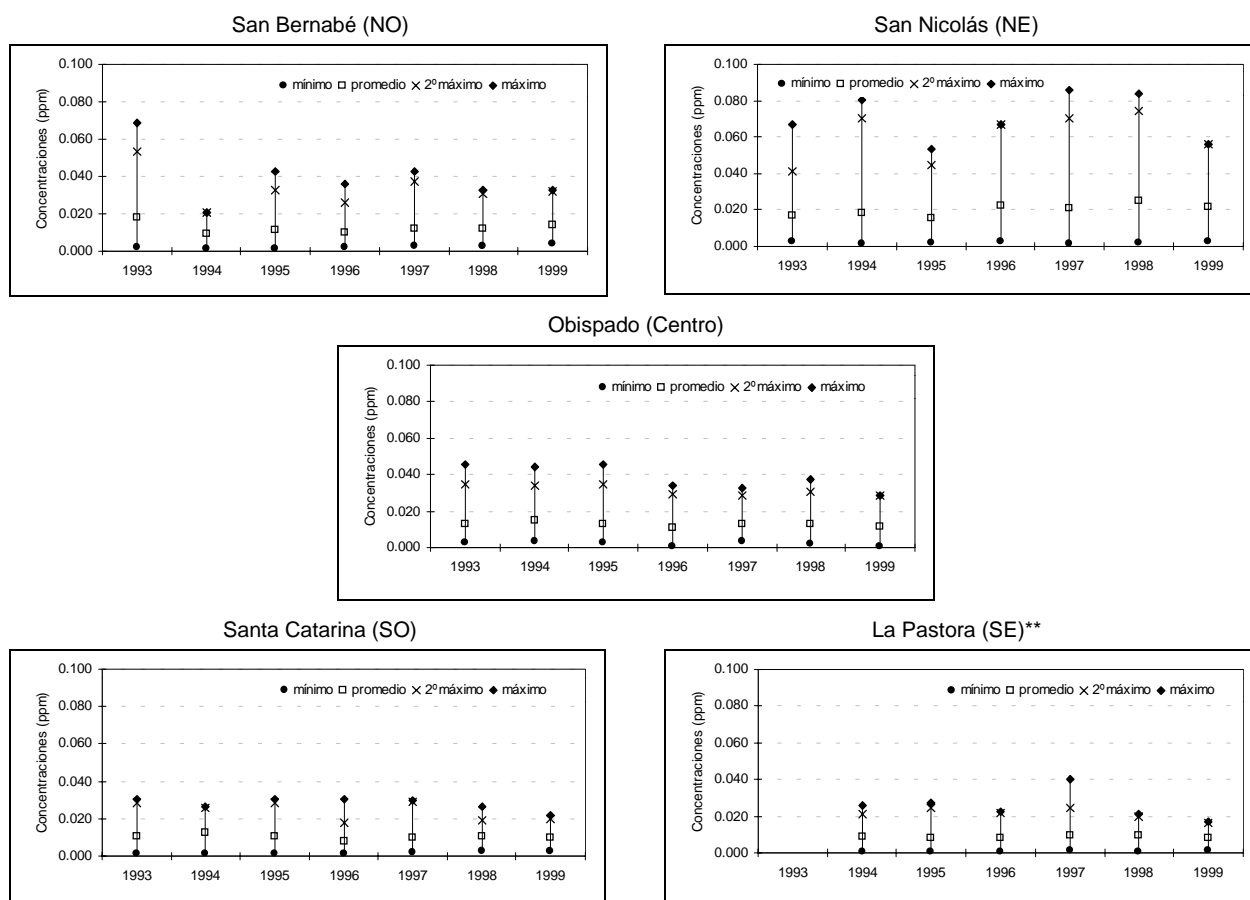 San Bernabé (NO)
Concentraciones (ppm)
0.100
0.080
0.060
0.040
0.020
0.000
mínimo promedio 2º máximo máximo
1993 1994 1995 1996 1997 1998 1999
San Nicolás (NE)
Concentraciones (ppm)
0.100
0.080
0.060
0.040
0.020
0.000
mínimo promedio 2º máximo máximo
1993 1994 1995 1996 1997 1998 1999
Obispado (Centro)
Concentraciones (ppm)
0.100
0.080
0.060
0.040
0.020
0.000
mínimo promedio 2º máximo máximo
1993 1994 1995 1996 1997 1998 1999
Santa Catarina (SO)
Concentraciones (ppm)
0.100
0.080
0.060
0.040
0.020
0.000
mínimo promedio 2º máximo máximo
1993 1994 1995 1996 1997 1998 1999
La Pastora (SE)**
Concentraciones (ppm)
0.100
0.080
0.060
0.040
0.020
0.000
mínimo promedio 2º máximo máximo
1993 1994 1995 1996 1997 1998 1999